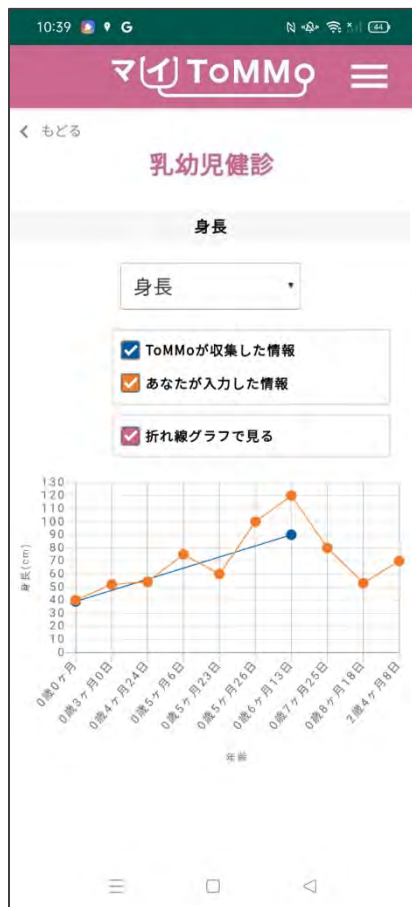 10:39
G
44
マイ ToMMo
もどる
乳幼児健診
身長
身長
ToMMoが収集した情報
あなたが入力した情報
折れ線グラフで見る
130
120
110
100
90
80
70
60
50
40
30
20
10
0
身長(cm)
0歳0ヶ月
0歳3ヶ月0日
0歳4ヶ月24日
0歳5ヶ月6日
0歳5ヶ月23日
0歳5ヶ月26日
0歳6ヶ月13日
0歳7ヶ月25日
0歳8ヶ月18日
2歳4ヶ月8日
年齢